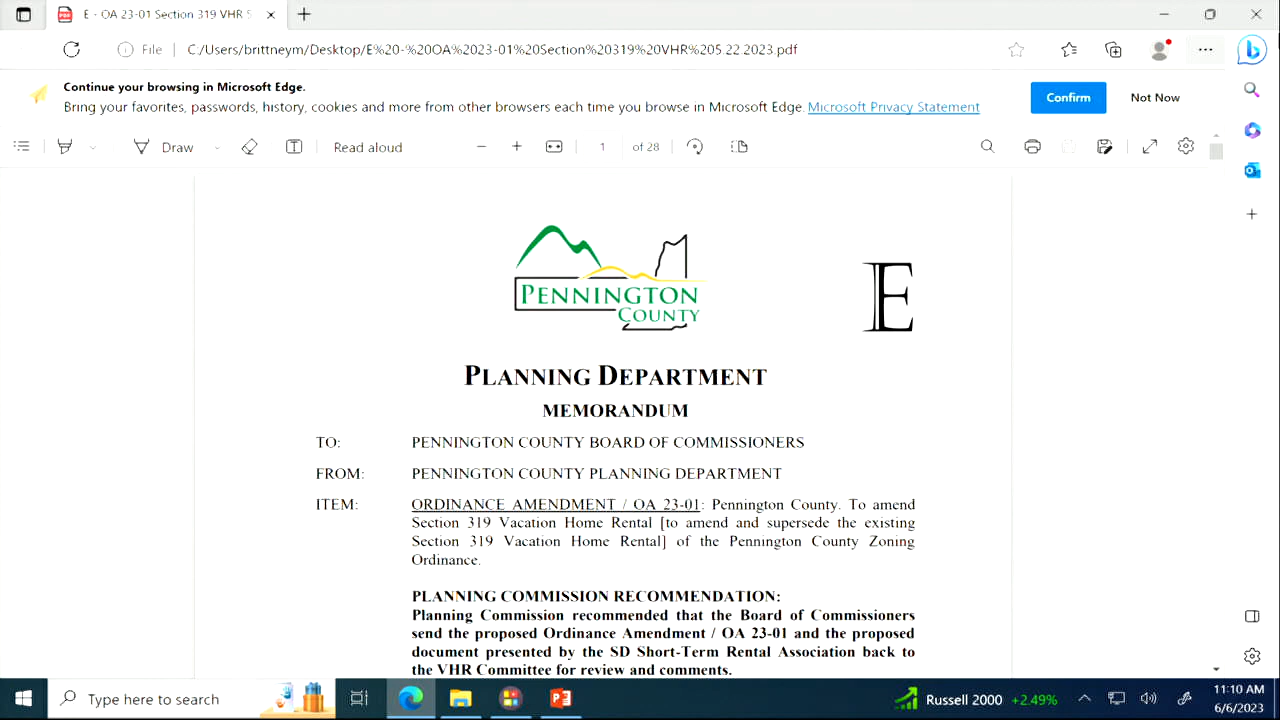 E - OA 23-01 Section 319 VHR 5
File
C:/Users/brittneym/Desktop/E%20-%20OA%2023-01%20Section%20319%20VHR%205.22.2023.pdf
Continue your browsing in Microsoft Edge.
Bring your favorites, passwords, history, cookies and more from other browsers each time you browse in Microsoft Edge. Microsoft Privacy Statement
Confirm
Not Now
Draw
Read aloud
1 of 28
PENNINGTON
COUNTY
E
PLANNING DEPARTMENT
MEMORANDUM
TO: PENNINGTON COUNTY BOARD OF COMMISSIONERS
FROM: PENNINGTON COUNTY PLANNING DEPARTMENT
ITEM: ORDINANCE AMENDMENT / OA 23-01: Pennington County. To amend
Section 319 Vacation Home Rental [to amend and supersede the existing
Section 319 Vacation Home Rental] of the Pennington County Zoning
Ordinance.
PLANNING COMMISSION RECOMMENDATION:
Planning Commission recommended that the Board of Commissioners
send the proposed Ordinance Amendment / OA 23-01 and the proposed
document presented by the SD Short-Term Rental Association back to
the VHR Committee for review and comments.
Type here to search
Russell 2000 +2.49%
11:10 AM
6/6/2023